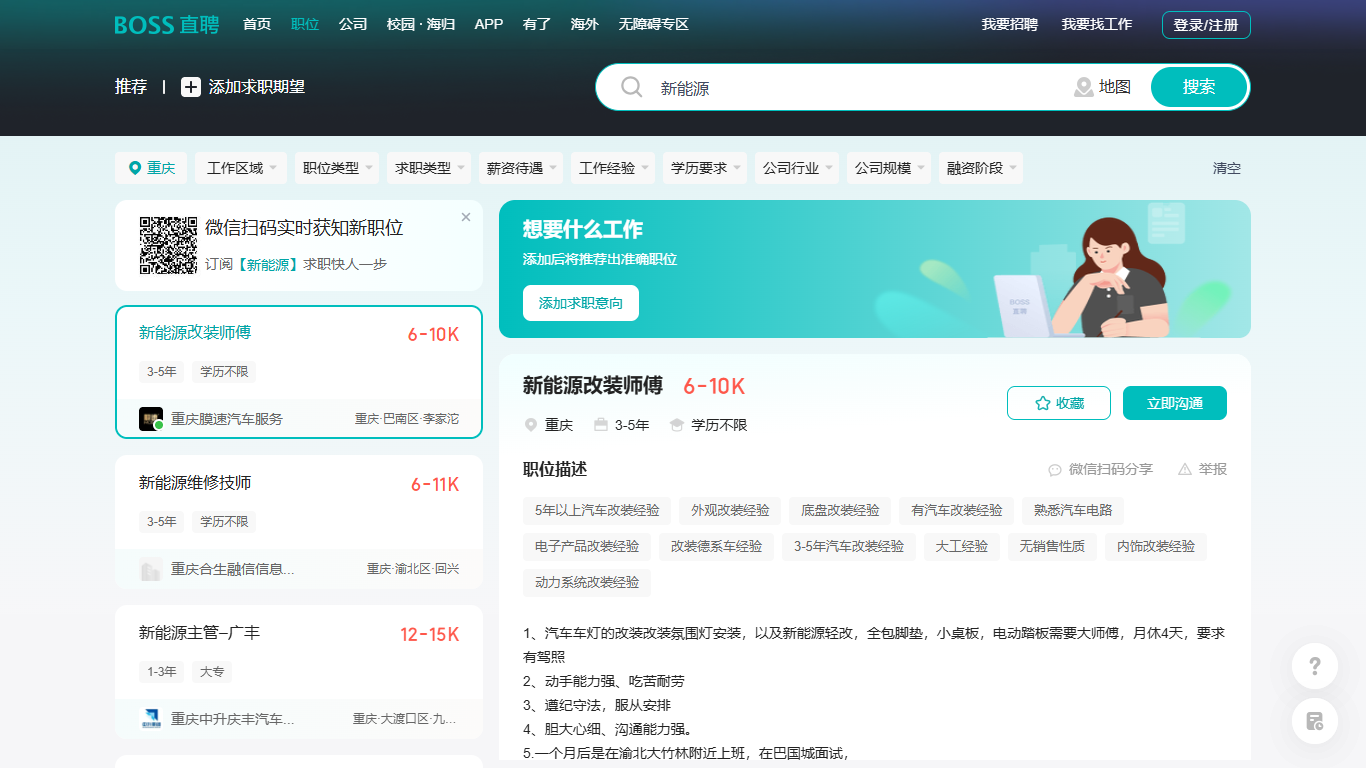 BOSS 直聘 首页 职位 公司 校园 · 海归 APP 有了 海外 无障碍专区 我要招聘 我要找工作 登录/注册
推荐 | 添加求职期望 新能源 地图 搜索
重庆 工作区域 职位类型 求职类型 薪资待遇 工作经验 学历要求 公司行业 公司规模 融资阶段 清空
微信扫码实时获知新职位
订阅【新能源】求职快人一步
新能源改装师傅 6-10K
3-5年 学历不限
重庆膜速汽车服务 重庆·巴南区·李家沱
新能源维修技师 6-11K
3-5年 学历不限
重庆合生融信信息... 重庆·渝北区·回兴
新能源主管–广丰 12-15K
1-3年 大专
重庆中升庆丰汽车... 重庆·大渡口区·九...
想要什么工作
添加后将推荐出准确职位
添加求职意向
BOSS
直聘
新能源改装师傅 6-10K
收藏 立即沟通
重庆 3-5年 学历不限
职位描述 微信扫码分享 举报
5年以上汽车改装经验 外观改装经验 底盘改装经验 有汽车改装经验 熟悉汽车电路
电子产品改装经验 改装德系车经验 3-5年汽车改装经验 大工经验 无销售性质 内饰改装经验
动力系统改装经验
1、汽车车灯的改装改装氛围灯安装，以及新能源轻改，全包脚垫，小桌板，电动踏板需要大师傅，月休4天，要求
有驾照
2、动手能力强、吃苦耐劳
3、遵纪守法，服从安排
4、胆大心细、沟通能力强。
5.一个月后是在渝北大竹林附近上班，在巴国城面试，